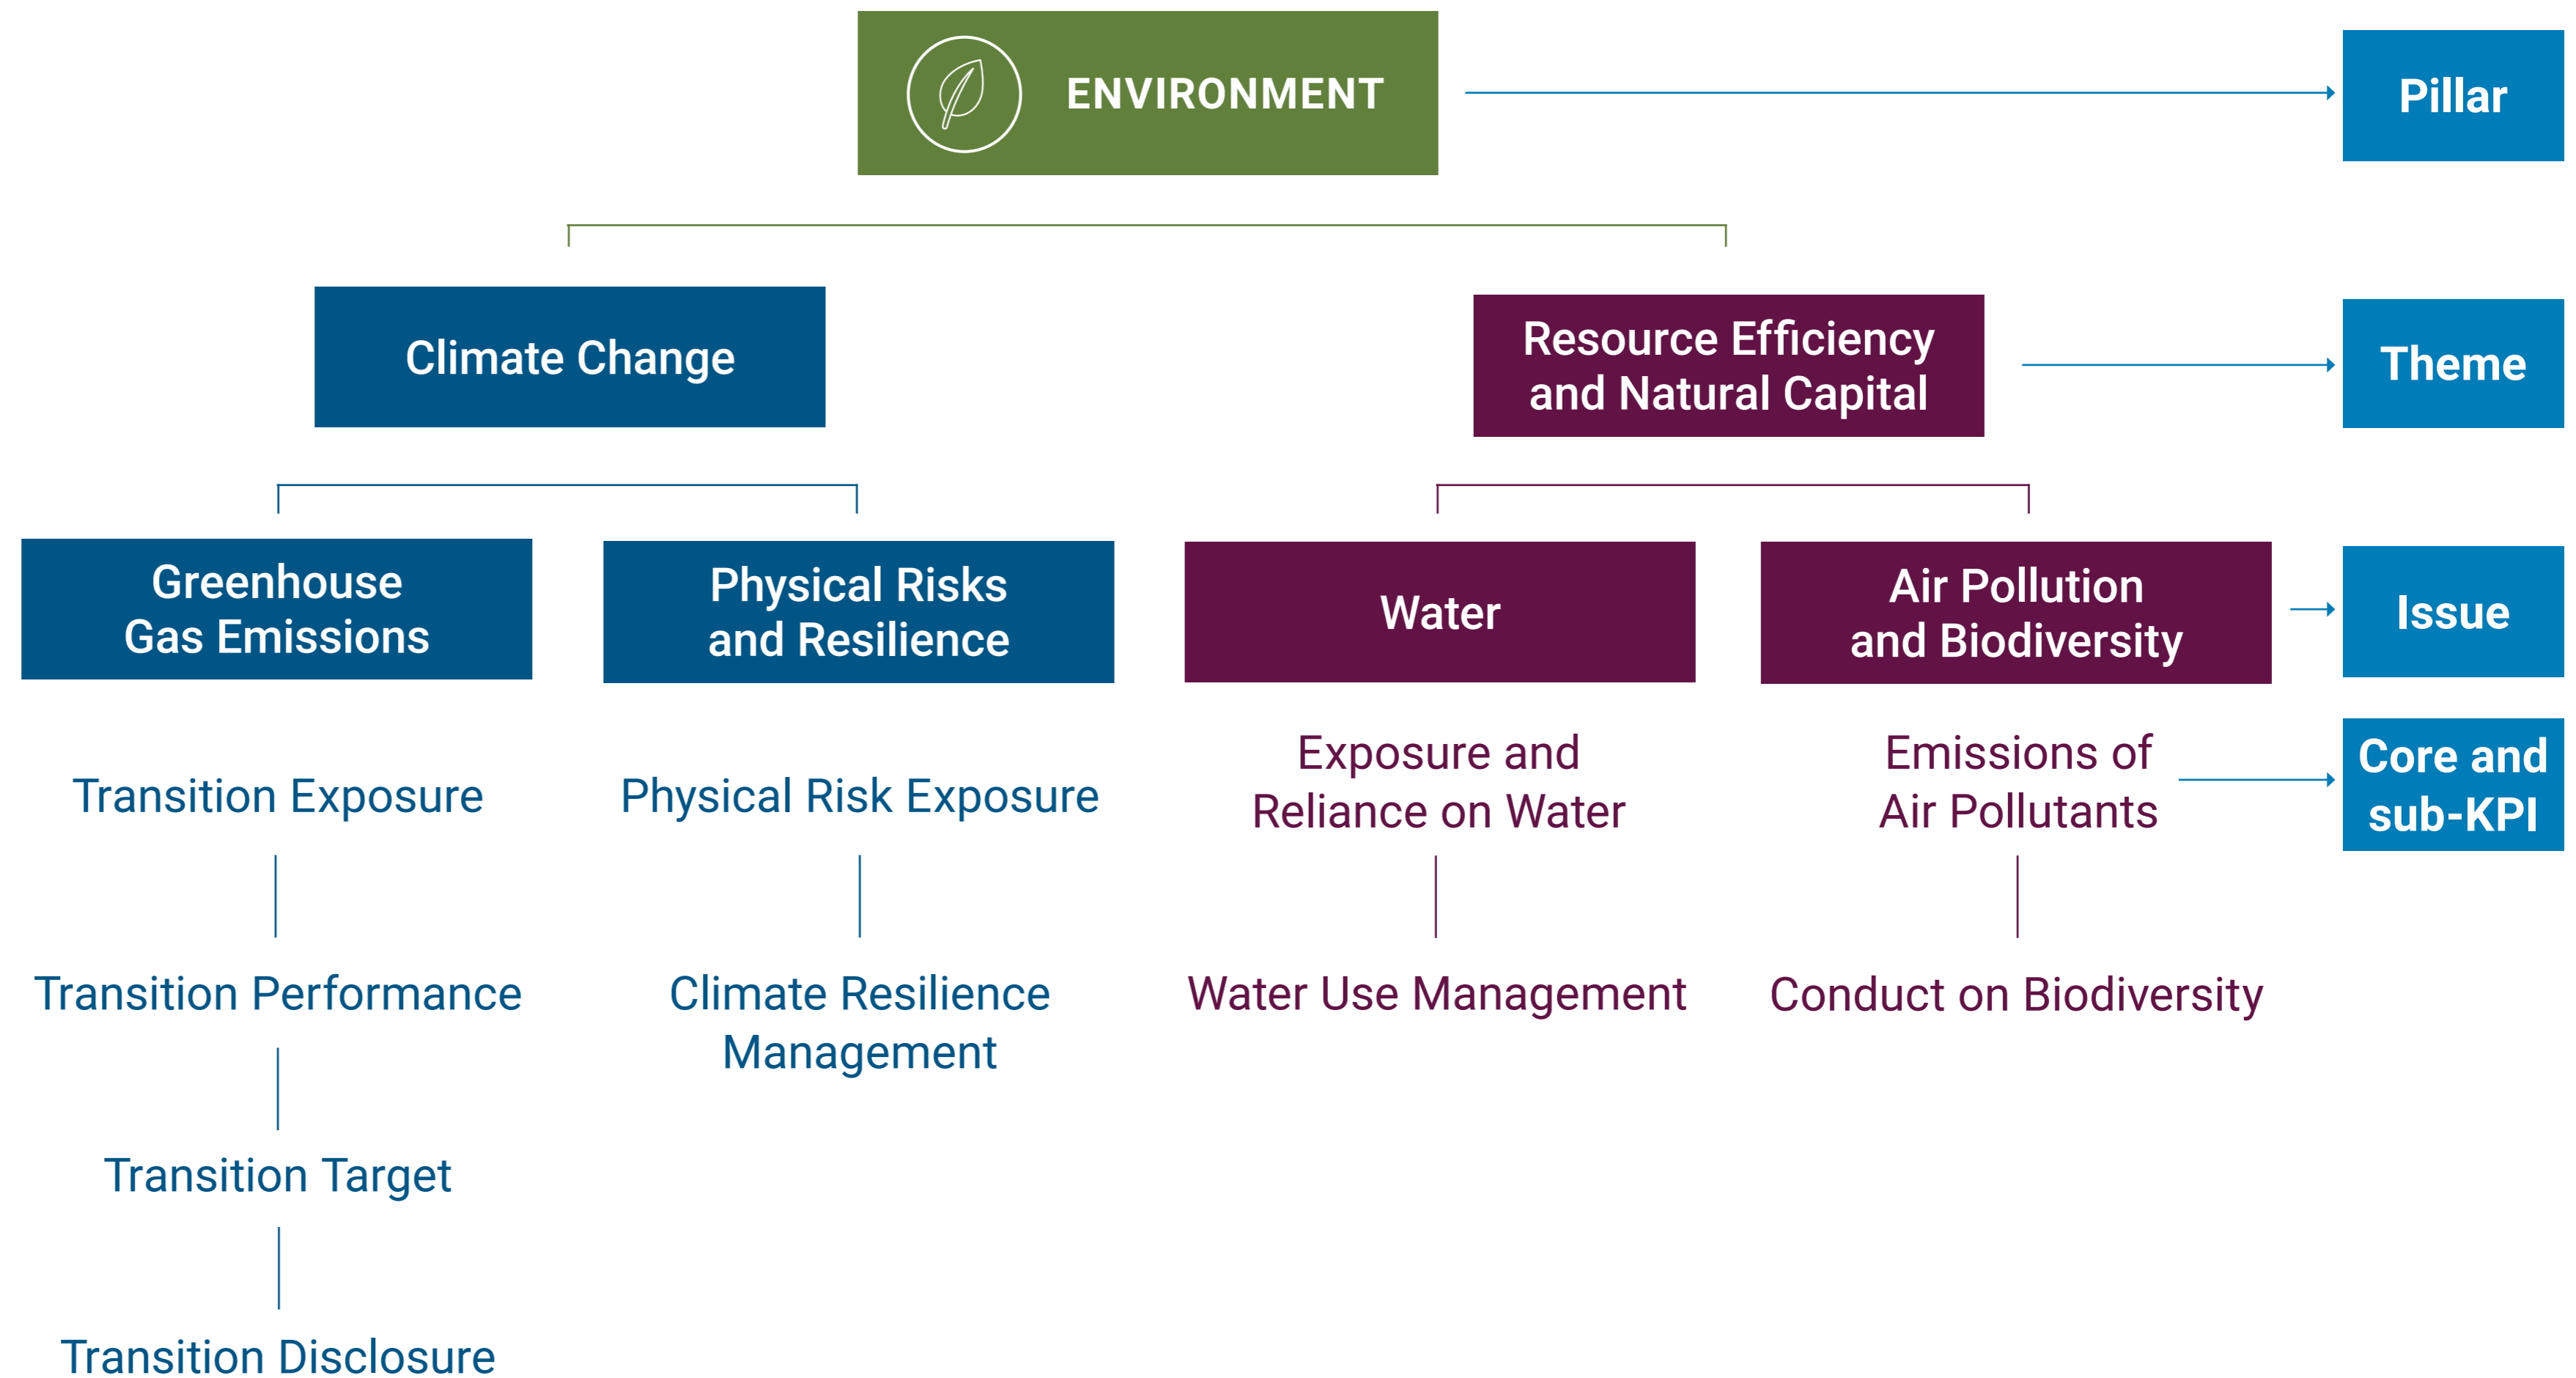 ENVIRONMENT
Pillar
Climate Change
Resource Efficiency
and Natural Capital
Theme
Greenhouse
Gas Emissions
Physical Risks
and Resilience
Water
Air Pollution
and Biodiversity
Issue
Transition Exposure
Physical Risk Exposure
Exposure and
Reliance on Water
Emissions of
Air Pollutants
Core and
sub-KPI
Transition Performance
Climate Resilience
Management
Water Use Management
Conduct on Biodiversity
Transition Target
Transition Disclosure